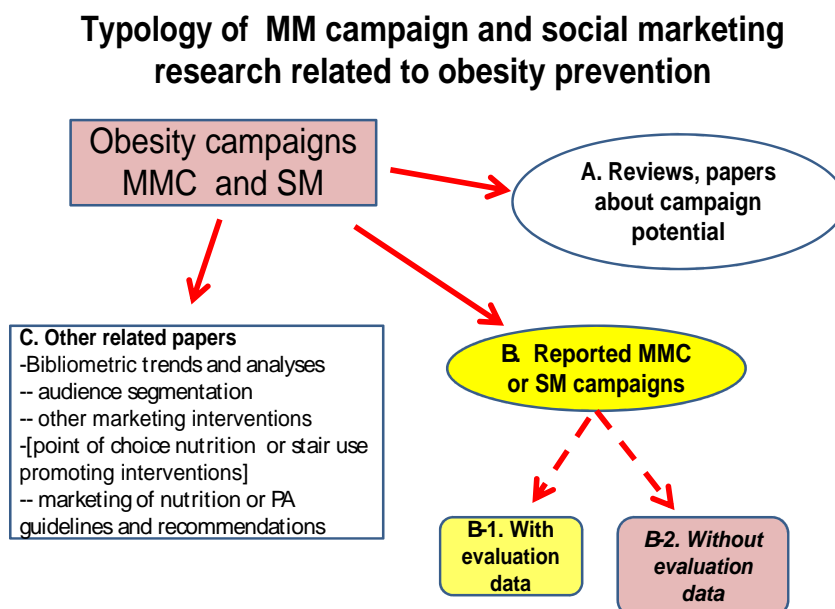 Typology of MM campaign and social marketing
research related to obesity prevention
Obesity campaigns
MMC and SM
A. Reviews, papers
about campaign
potential
C. Other related papers
-Bibliometric trends and analyses
-- audience segmentation
-- other marketing interventions
-[point of choice nutrition or stair use
promoting interventions]
-- marketing of nutrition or PA
guidelines and recommendations
B. Reported MMC
or SM campaigns
B-1. With
evaluation
data
B-2. Without
evaluation
data